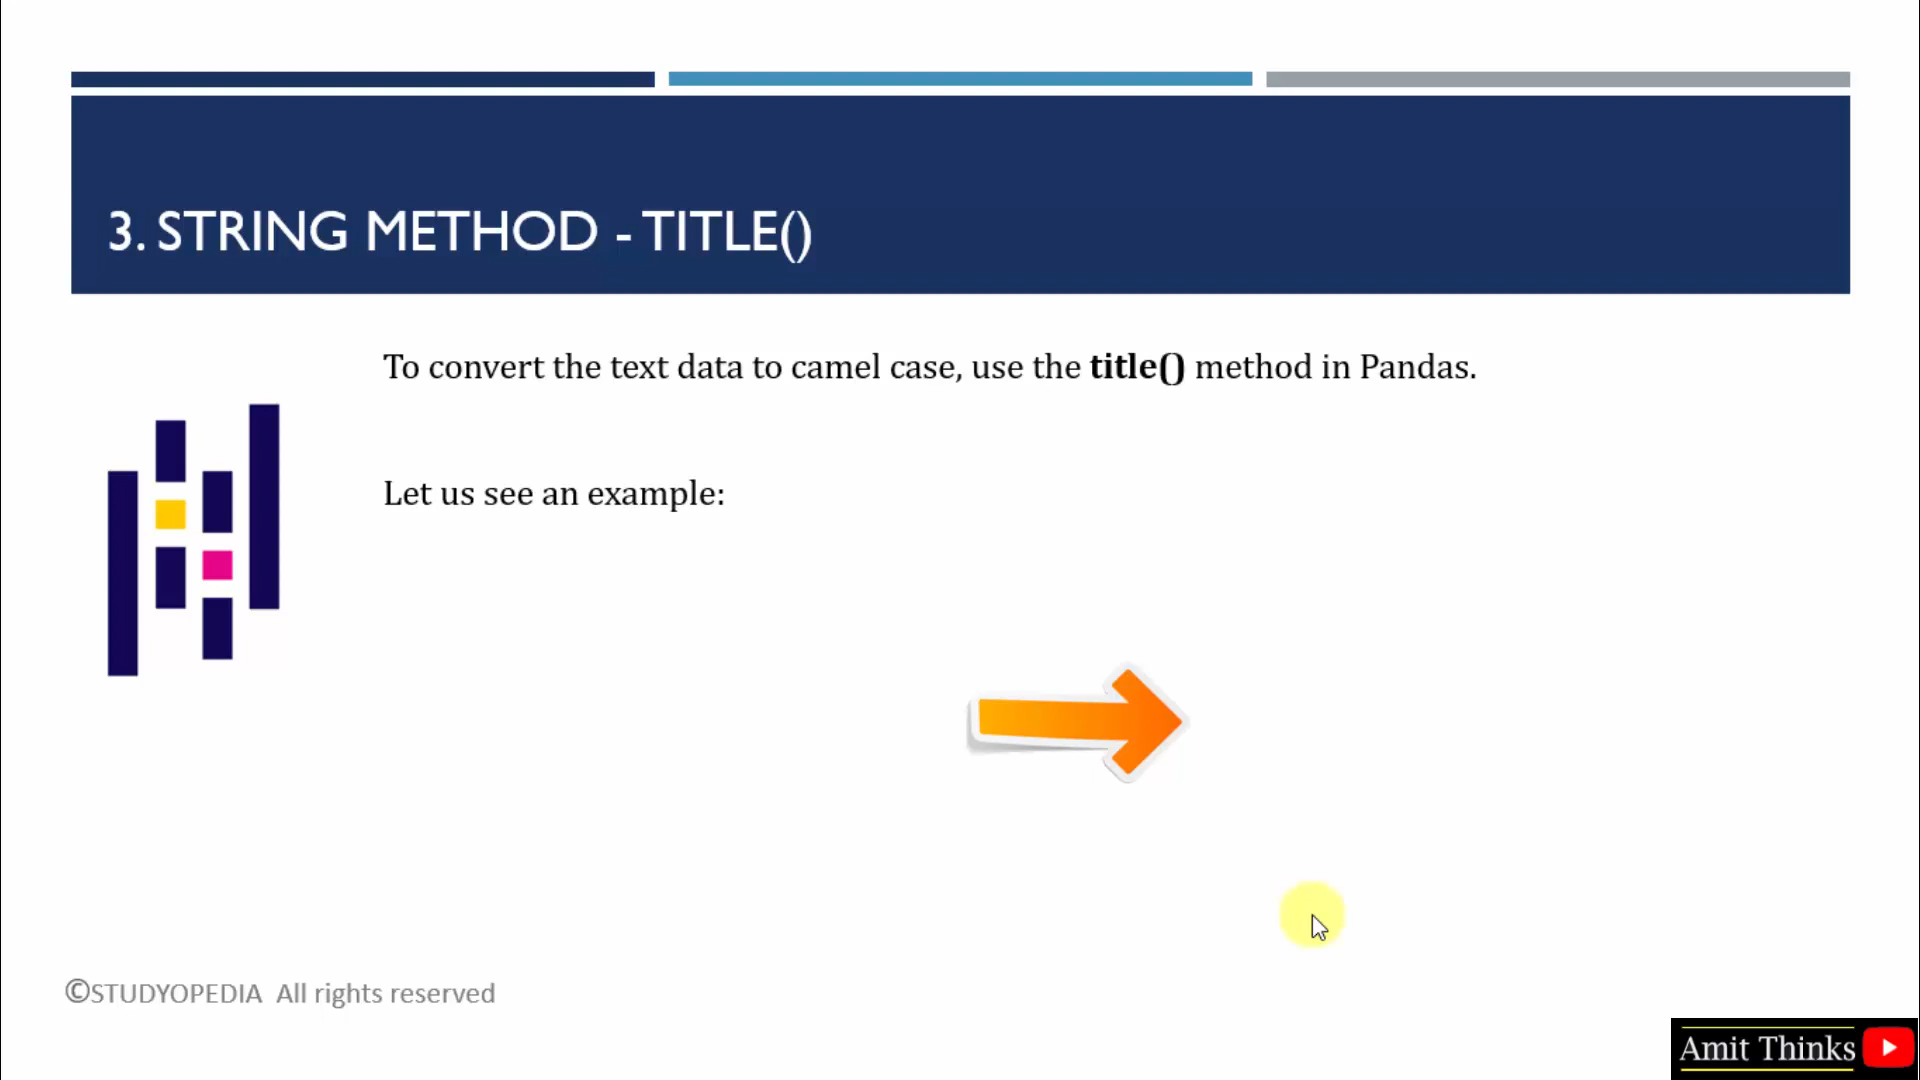 3. STRING METHOD - TITLE()
To convert the text data to camel case, use the title() method in Pandas.
Let us see an example:
©STUDYOPEDIA All rights reserved
Amit Thinks